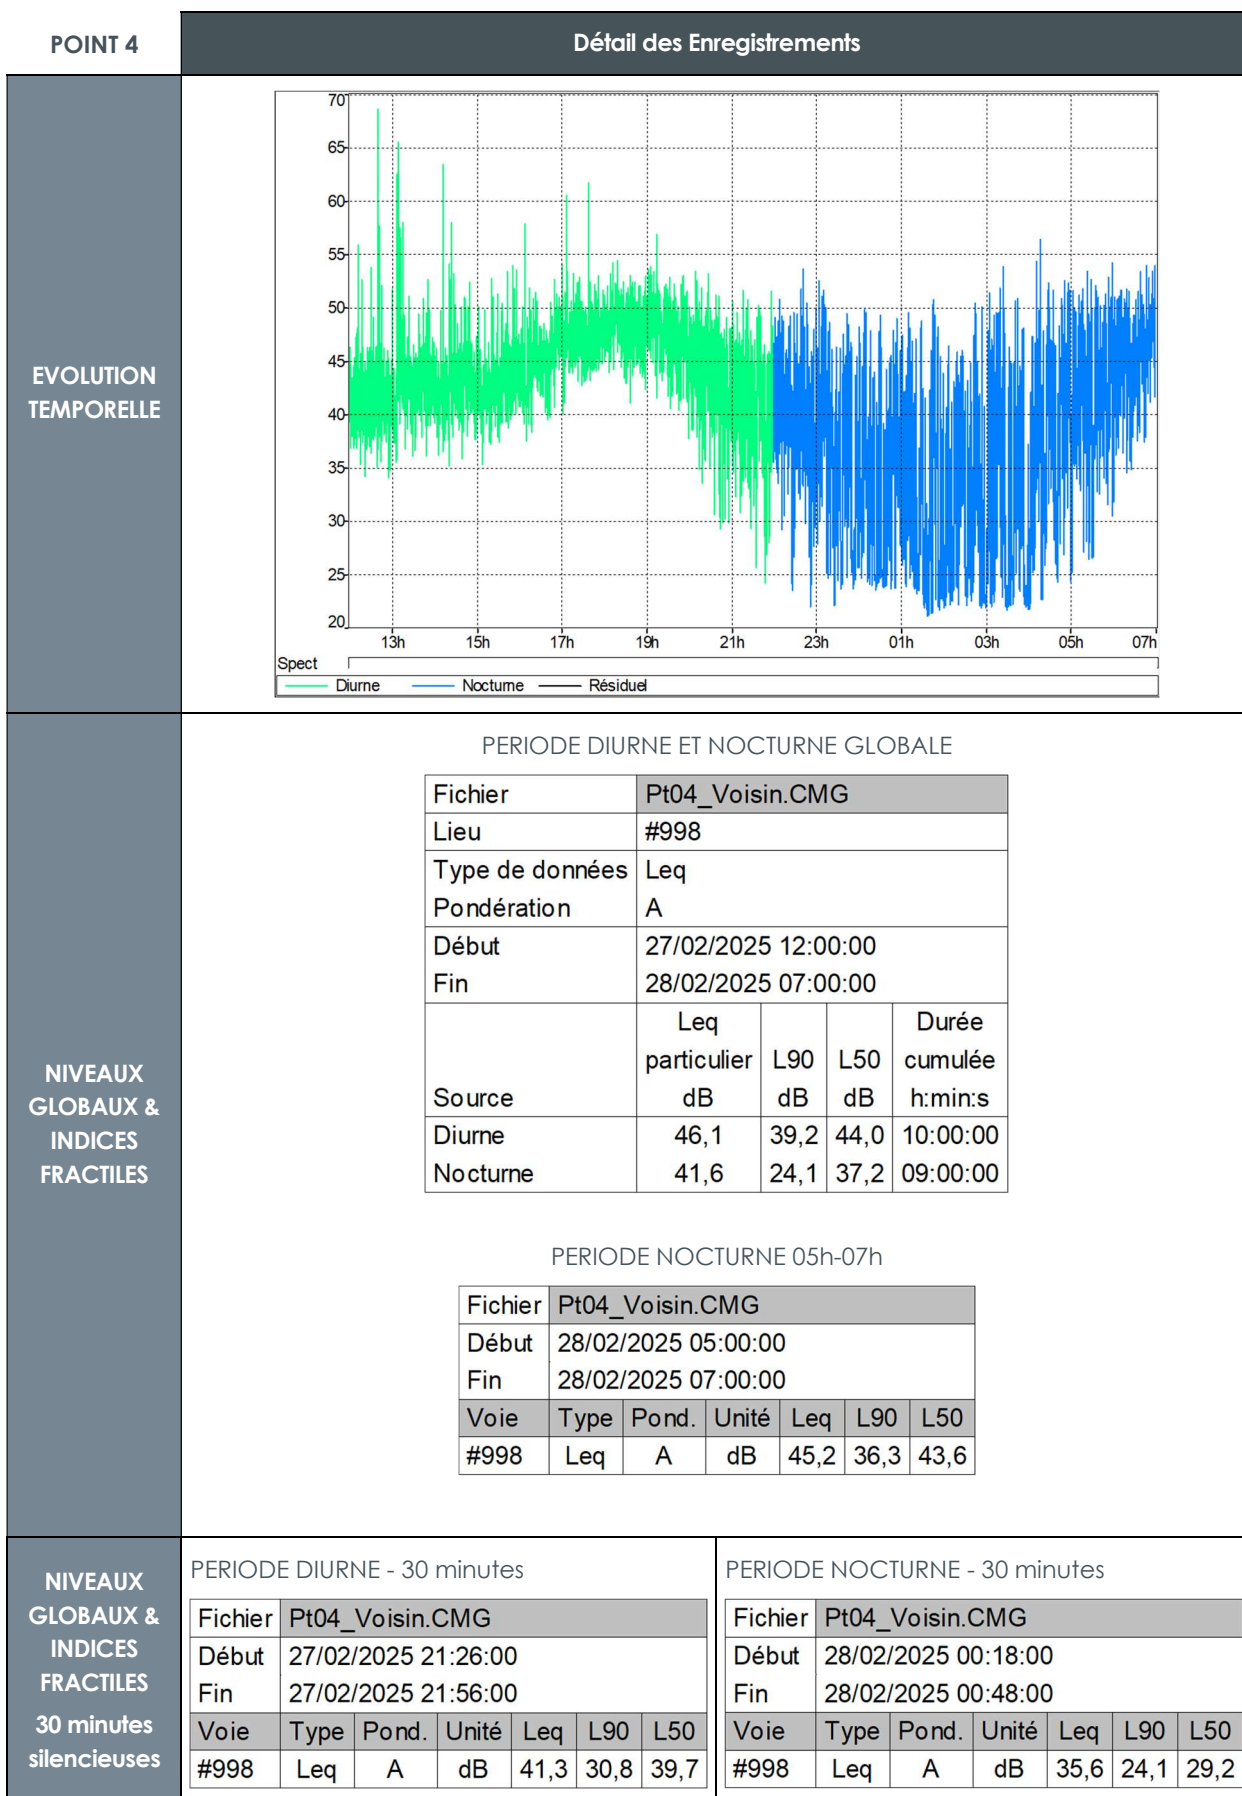 POINT 4
Détail des Enregistrements
EVOLUTION
TEMPORELLE
70
65
60
55
50
45
40
35
30
25
20
13h 15h 17h 19h 21h 23h 01h 03h 05h 07h
Spect
Diurne Nocturne Résiduel
NIVEAUX
GLOBAUX &
INDICES
FRACTILES
PERIODE DIURNE ET NOCTURNE GLOBALE
Fichier Pt04_Voisin.CMG
Lieu #998
Type de données Leq
Pondération A
Début 27/02/2025 12:00:00
Fin 28/02/2025 07:00:00
Leq Durée
particulier L90 L50 cumulée
Source dB dB dB h:min:s
Diurne 46,1 39,2 44,0 10:00:00
Nocturne 41,6 24,1 37,2 09:00:00
PERIODE NOCTURNE 05h-07h
Fichier Pt04_Voisin.CMG
Début 28/02/2025 05:00:00
Fin 28/02/2025 07:00:00
Voie Type Pond. Unité Leq L90 L50
#998 Leq A dB 45,2 36,3 43,6
NIVEAUX
GLOBAUX &
INDICES
FRACTILES
30 minutes
silencieuses
PERIODE DIURNE - 30 minutes
Fichier Pt04_Voisin.CMG
Début 27/02/2025 21:26:00
Fin 27/02/2025 21:56:00
Voie Type Pond. Unité Leq L90 L50
#998 Leq A dB 41,3 30,8 39,7
PERIODE NOCTURNE - 30 minutes
Fichier Pt04_Voisin.CMG
Début 28/02/2025 00:18:00
Fin 28/02/2025 00:48:00
Voie Type Pond. Unité Leq L90 L50
#998 Leq A dB 35,6 24,1 29,2